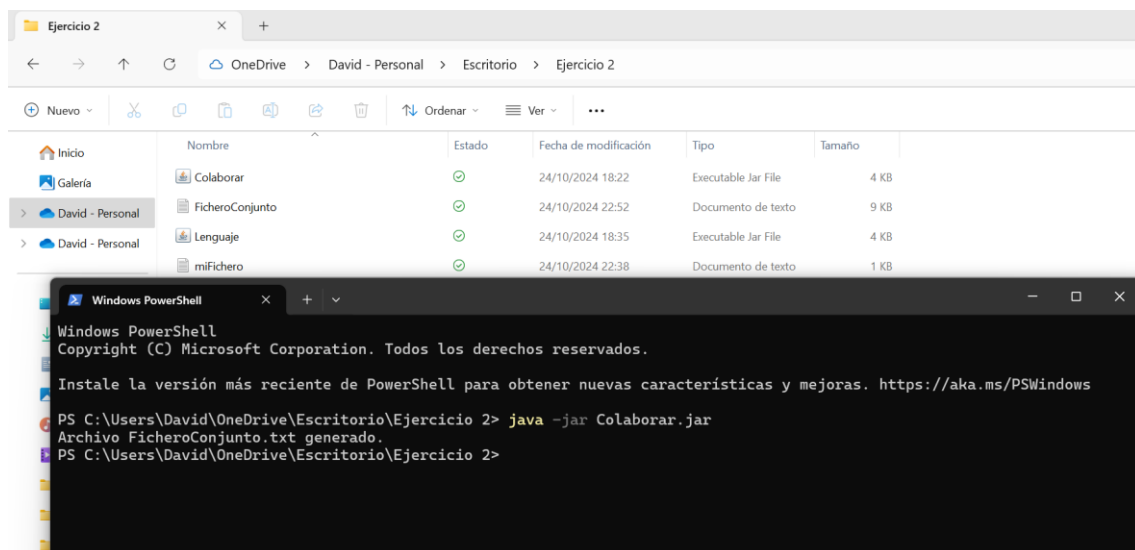 Ejercicio 2
OneDrive > David - Personal > Escritorio > Ejercicio 2
Nuevo Ordenar Ver ...
Nombre Estado Fecha de modificación Tipo Tamaño
Inicio
Galería
David - Personal
David - Personal
Colaborar 24/10/2024 18:22 Executable Jar File 4 KB
FicheroConjunto 24/10/2024 22:52 Documento de texto 9 KB
Lenguaje 24/10/2024 18:35 Executable Jar File 4 KB
miFichero 24/10/2024 22:38 Documento de texto 1 KB
Windows PowerShell
Windows PowerShell
Copyright (C) Microsoft Corporation. Todos los derechos reservados.
Instale la versión más reciente de PowerShell para obtener nuevas características y mejoras. https://aka.ms/PSWindows
PS C:\Users\David\OneDrive\Escritorio\Ejercicio 2> java -jar Colaborar.jar
Archivo FicheroConjunto.txt generado.
PS C:\Users\David\OneDrive\Escritorio\Ejercicio 2>